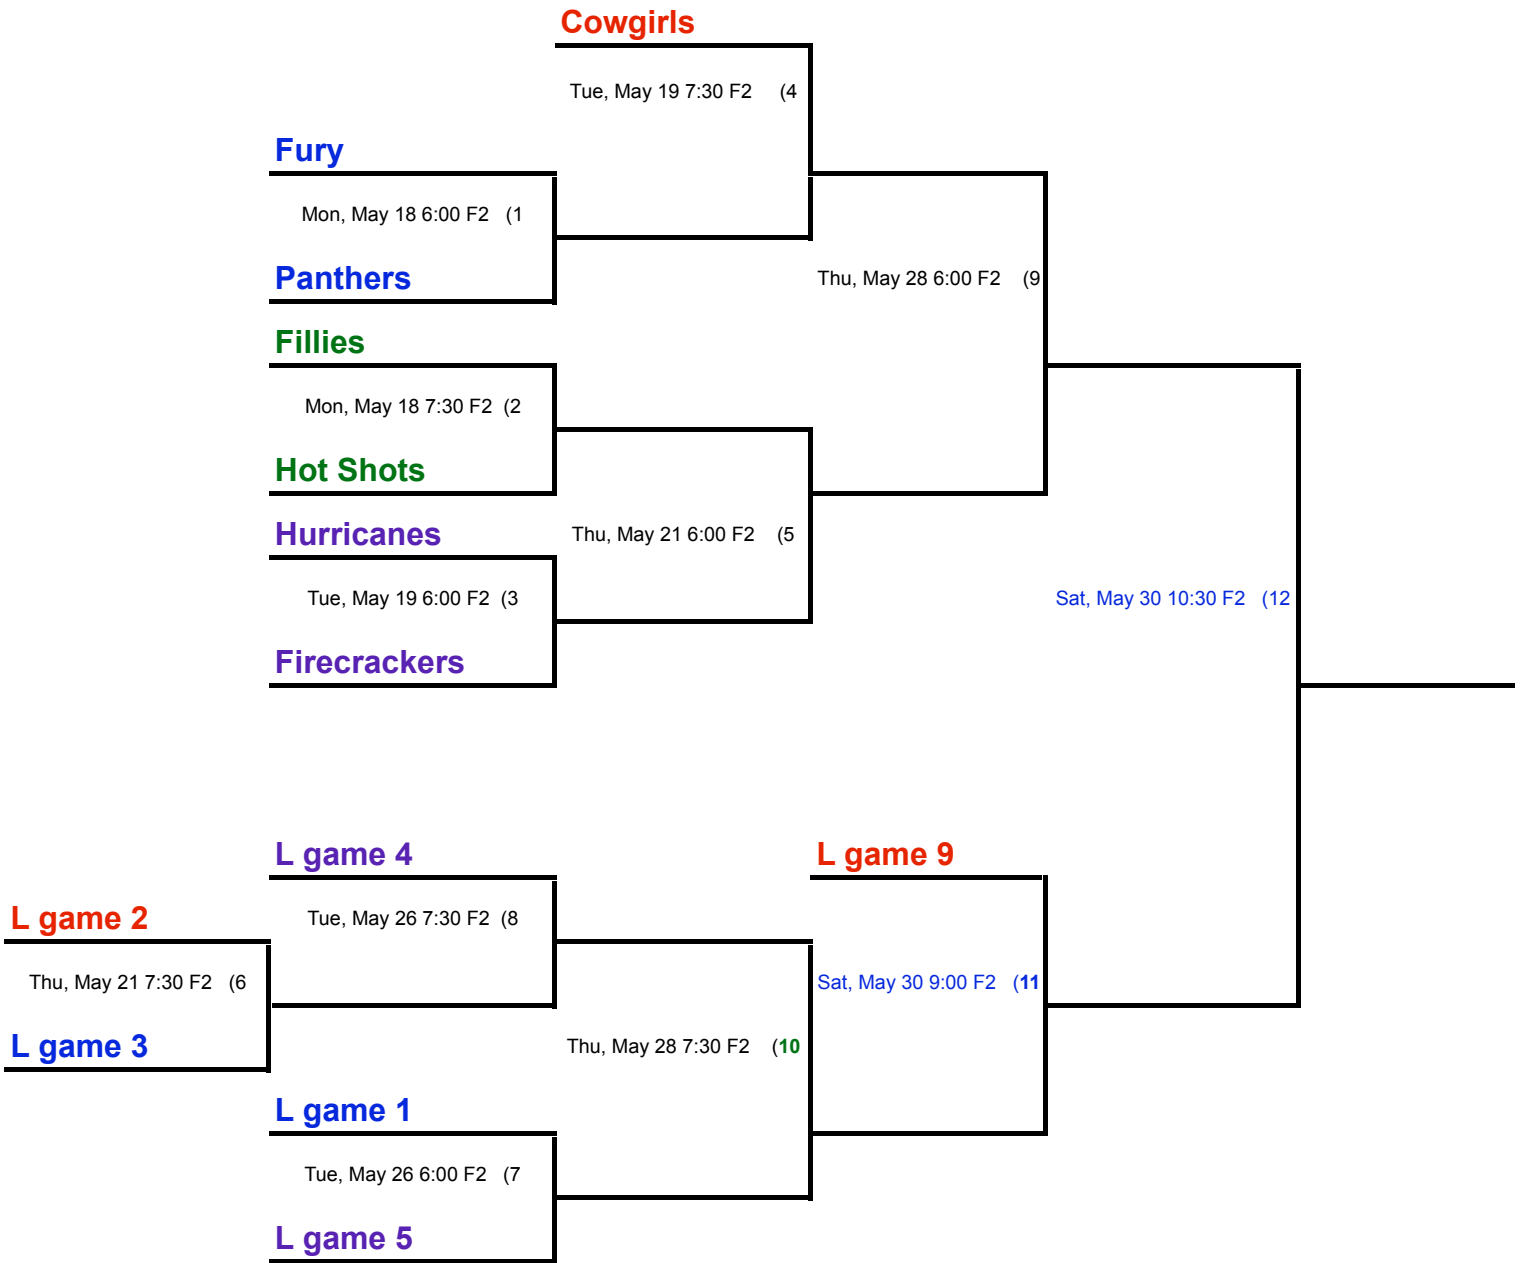 Cowgirls
Tue, May 19 7:30 F2 (4
Fury
Mon, May 18 6:00 F2 (1
Panthers
Thu, May 28 6:00 F2 (9
Fillies
Mon, May 18 7:30 F2 (2
Hot Shots
Hurricanes
Thu, May 21 6:00 F2 (5
Tue, May 19 6:00 F2 (3
Sat, May 30 10:30 F2 (12
Firecrackers
L game 4
L game 9
L game 2
Tue, May 26 7:30 F2 (8
Thu, May 21 7:30 F2 (6
Sat, May 30 9:00 F2 (11
L game 3
Thu, May 28 7:30 F2 (10
L game 1
Tue, May 26 6:00 F2 (7
L game 5